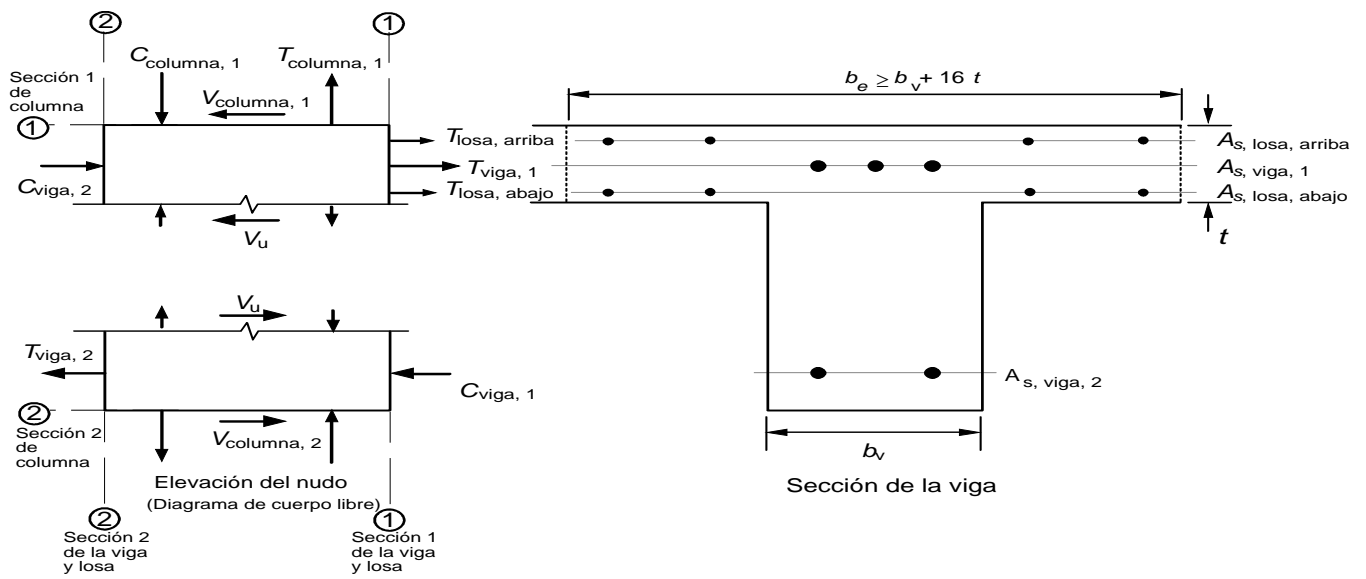 2
1
C columna, 1
T columna, 1
Sección 1
de
columna
V columna, 1
1
T losa, arriba
T viga, 1
C viga, 2
T losa, abajo
V u
V u
T viga, 2
C viga, 1
2
Sección 2
de
columna
V columna, 2
Elevación del nudo
(Diagrama de cuerpo libre)
2
1
Sección 2
de la viga
y losa
Sección 1
de la viga
y losa
b e ≥ b v + 16 t
A s, losa, arriba
A s, viga, 1
A s, losa, abajo
t
A s, viga, 2
b v
Sección de la viga